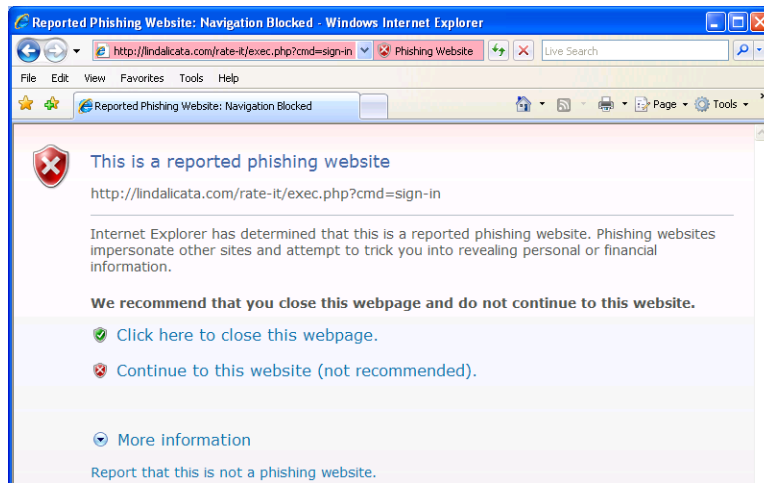 Reported Phishing Website: Navigation Blocked - Windows Internet Explorer
http://lindalicata.com/rate-it/exec.php?cmd=sign-in Phishing Website Live Search
File Edit View Favorites Tools Help
Reported Phishing Website: Navigation Blocked Page Tools
This is a reported phishing website
http://lindalicata.com/rate-it/exec.php?cmd=sign-in
Internet Explorer has determined that this is a reported phishing website. Phishing websites
impersonate other sites and attempt to trick you into revealing personal or financial
information.
We recommend that you close this webpage and do not continue to this website.
Click here to close this webpage.
Continue to this website (not recommended).
More information
Report that this is not a phishing website.